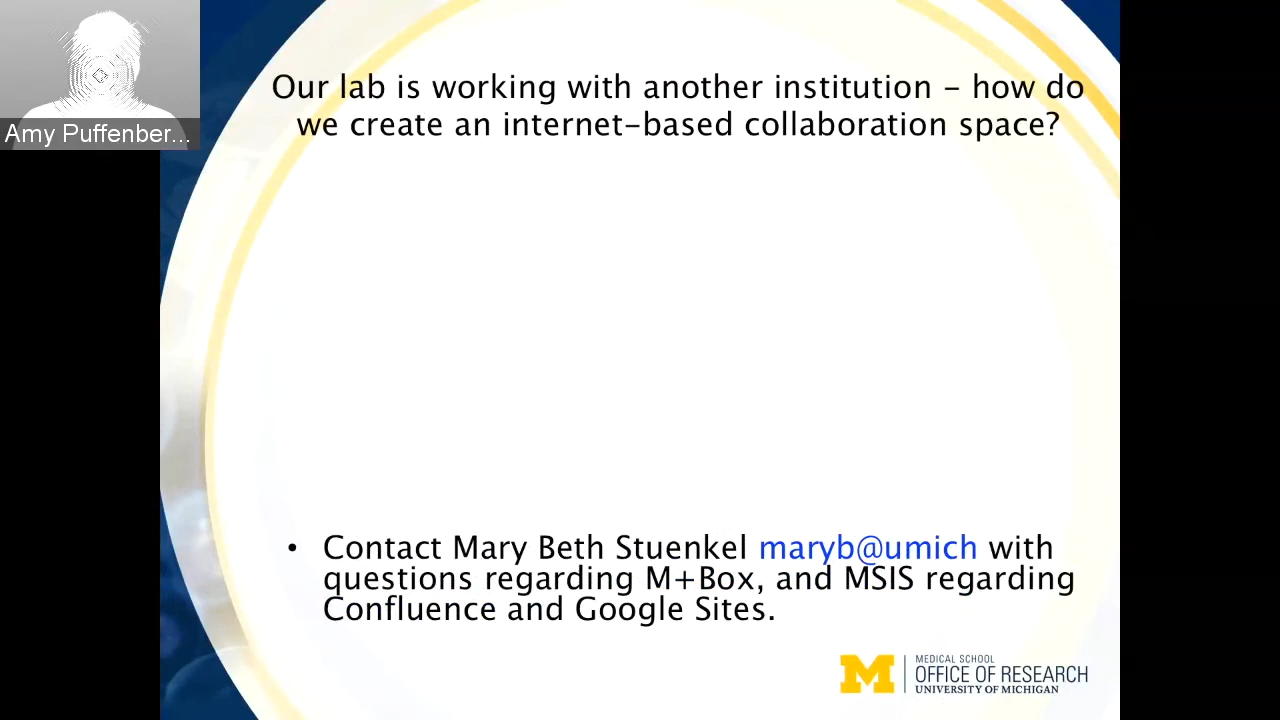 Amy Puffenber...
Our lab is working with another institution – how do
we create an internet-based collaboration space?
• Contact Mary Beth Stuenkel maryb@umich with
questions regarding M+Box, and MSIS regarding
Confluence and Google Sites.
M
MEDICAL SCHOOL
OFFICE OF RESEARCH
UNIVERSITY OF MICHIGAN